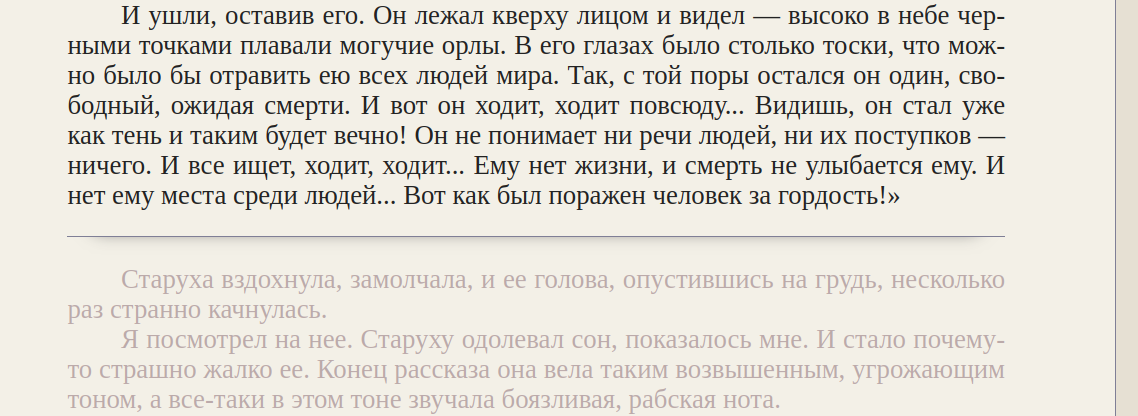 И ушли, оставив его. Он лежал кверху лицом и видел — высоко в небе чер-
ными точками плавали могучие орлы. В его глазах было столько тоски, что мож-
но было бы отравить ею всех людей мира. Так, с той поры остался он один, сво-
бодный, ожидая смерти. И вот он ходит, ходит повсюду... Видишь, он стал уже
как тень и таким будет вечно! Он не понимает ни речи людей, ни их поступков —
ничего. И все ищет, ходит, ходит... Ему нет жизни, и смерть не улыбается ему. И
нет ему места среди людей... Вот как был поражен человек за гордость!»
Старуха вздохнула, замолчала, и ее голова, опустившись на грудь, несколько
раз странно качнулась.
Я посмотрел на нее. Старуху одолевал сон, показалось мне. И стало почему-
то страшно жалко ее. Конец рассказа она вела таким возвышенным, угрожающим
тоном, а все-таки в этом тоне звучала боязливая, рабская нота.